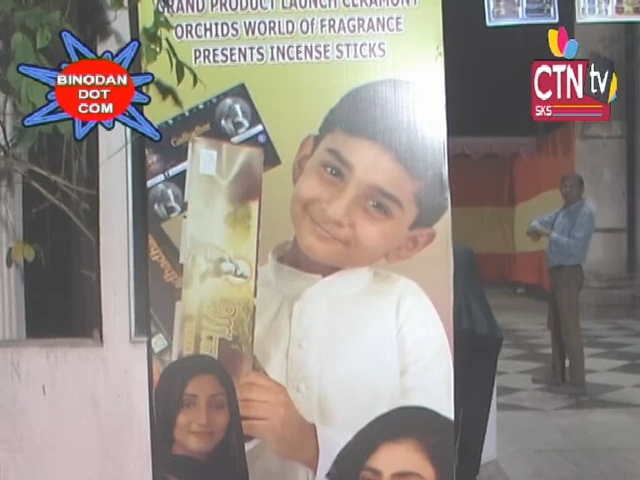 GRAND PRODUCT LAUNCH CERAMONY
ORCHIDS WORLD Of FRAGRANCE
PRESENTS INCENSE STICKS
BINODAN
DOT
COM
CTN tv
SKS